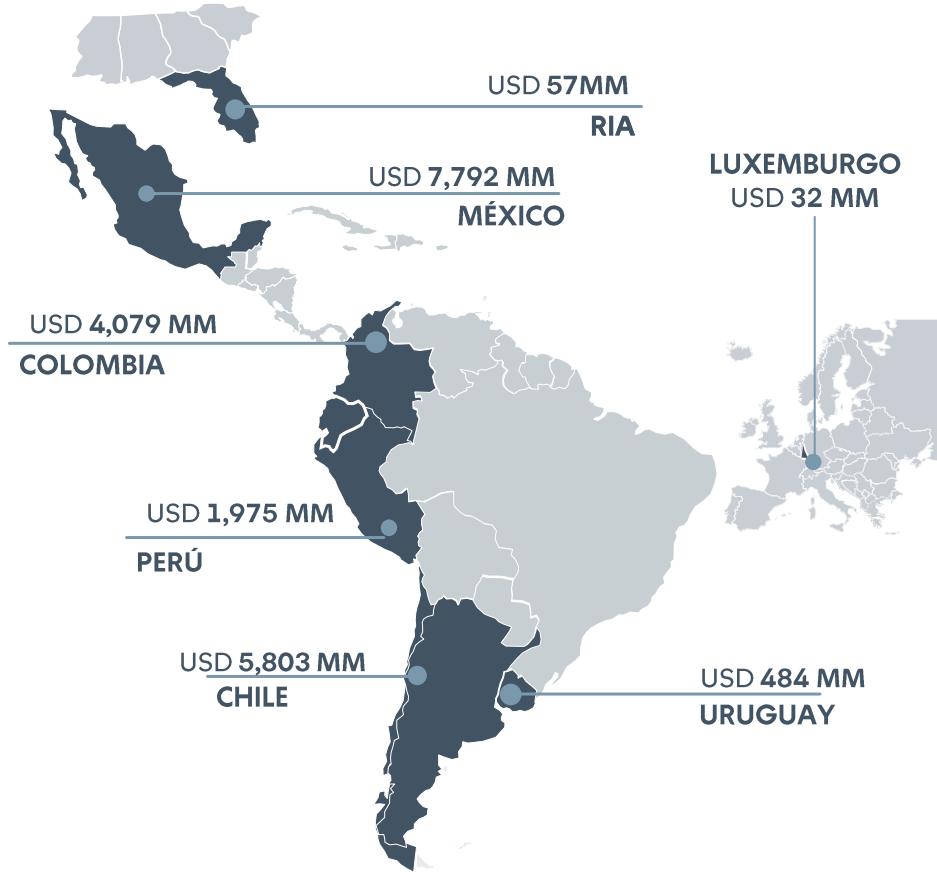 USD 57MM
RIA
LUXEMBURGO
USD 32 MM
USD 7,792 MM
MÉXICO
USD 4,079 MM
COLOMBIA
USD 1,975 MM
PERÚ
USD 5,803 MM
CHILE
USD 484 MM
URUGUAY